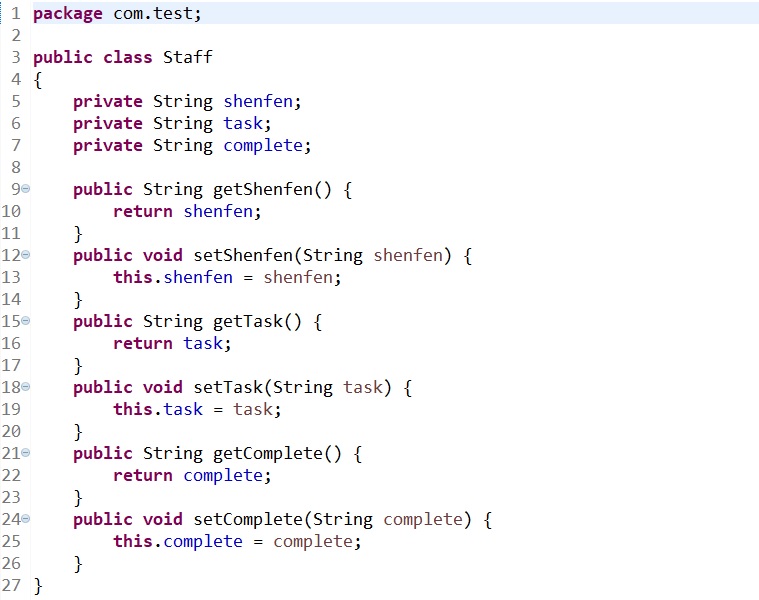 1 package com.test;
2
3 public class Staff
4 {
5     private String shenfen;
6     private String task;
7     private String complete;
8
9     public String getShenfen() {
10         return shenfen;
11     }
12     public void setShenfen(String shenfen) {
13         this.shenfen = shenfen;
14     }
15     public String getTask() {
16         return task;
17     }
18     public void setTask(String task) {
19         this.task = task;
20     }
21     public String getComplete() {
22         return complete;
23     }
24     public void setComplete(String complete) {
25         this.complete = complete;
26     }
27 }